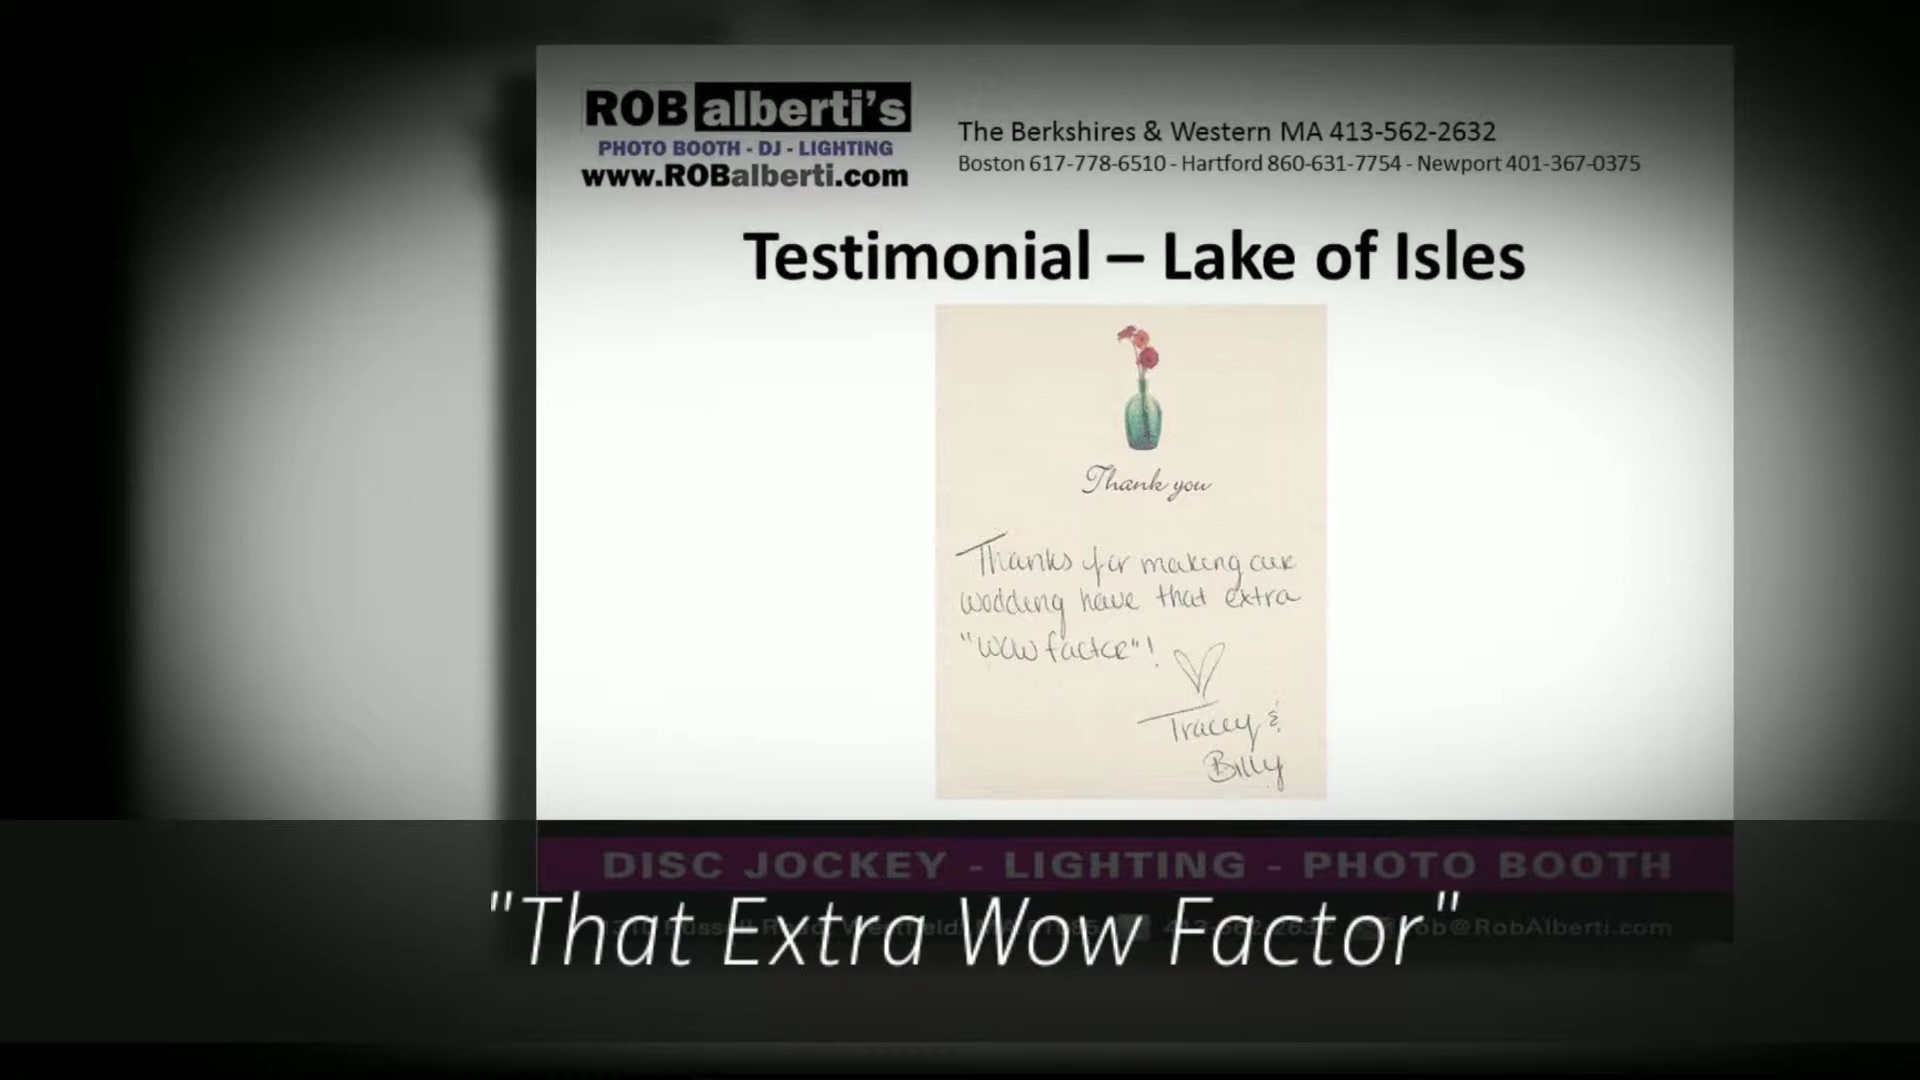 ROB alberti's
PHOTO BOOTH - DJ - LIGHTING
www.ROBalberti.com
The Berkshires & Western MA 413-562-2632
Boston 617-778-6510 - Hartford 860-631-7754 - Newport 401-367-0375
Testimonial – Lake of Isles
Thank you
Thanks for making our
wedding have that extra
"wow factor"!
Tracey &
Billy
DISC JOCKEY - LIGHTING - PHOTO BOOTH
"That Extra Wow Factor"